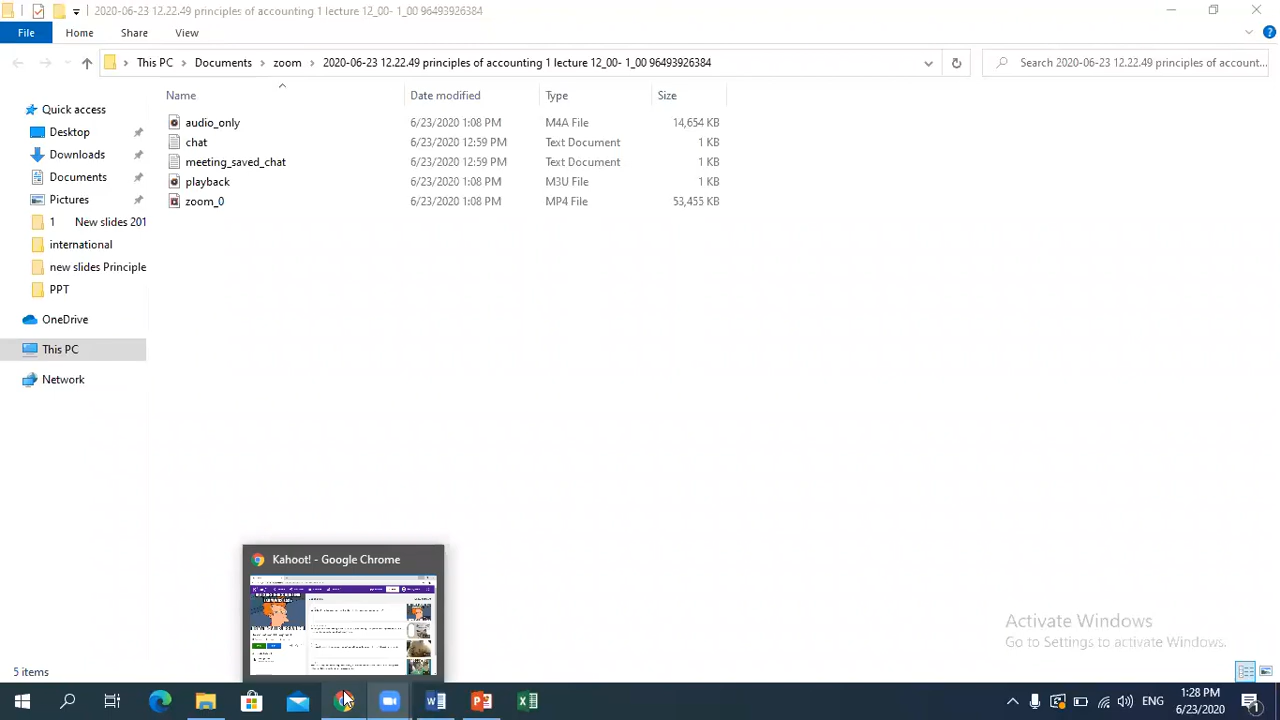 2020-06-23 12.22.49 principles of accounting 1 lecture 12_00- 1_00 96493926384
File Home Share View
This PC Documents zoom 2020-06-23 12.22.49 principles of accounting 1 lecture 12_00- 1_00 96493926384
Search 2020-06-23 12.22.49 principles of account...
Name Date modified Type Size
audio_only 6/23/2020 1:08 PM M4A File 14,654 KB
chat 6/23/2020 12:59 PM Text Document 1 KB
meeting_saved_chat 6/23/2020 12:59 PM Text Document 1 KB
playback 6/23/2020 1:08 PM M3U File 1 KB
zoom_0 6/23/2020 1:08 PM MP4 File 53,455 KB
Quick access
Desktop
Downloads
Documents
Pictures
1 New slides 201
international
new slides Principle
PPT
OneDrive
This PC
Network
Kahoot! - Google Chrome
Activate Windows
Go to Settings to activate Windows.
5 items
ENG
1:28 PM
6/23/2020
1